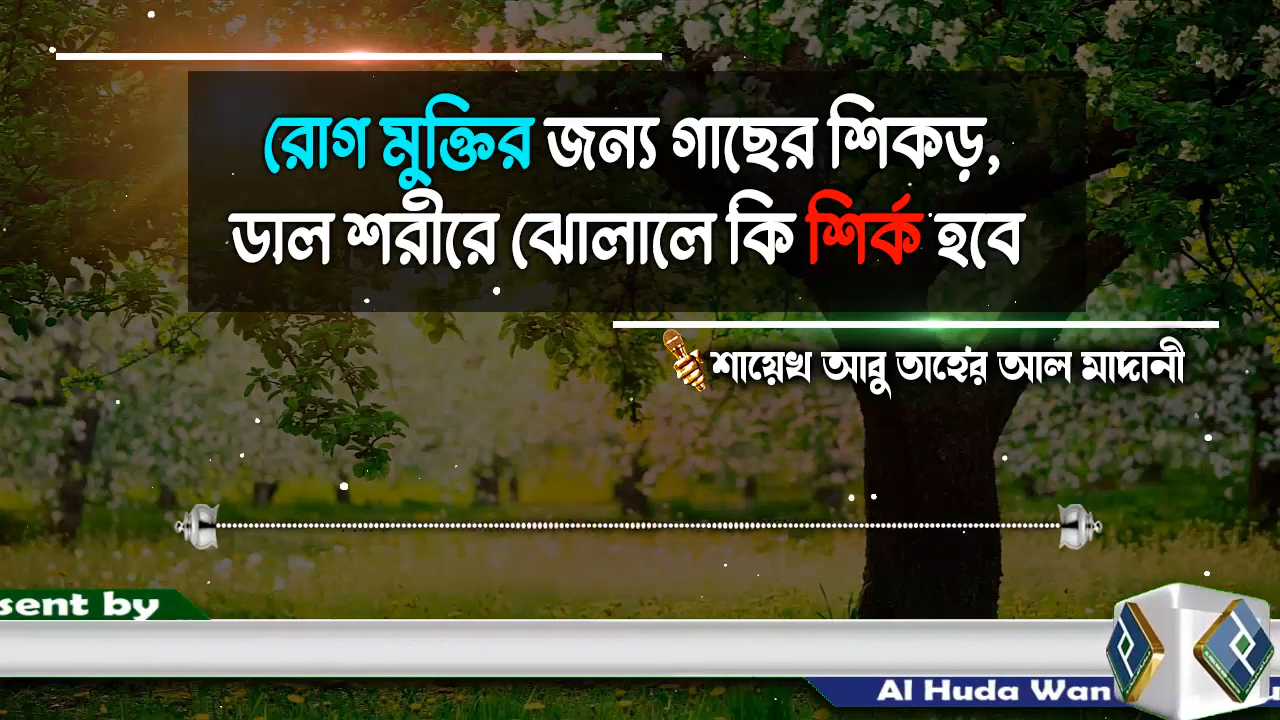 রোগ মুক্তির জন্য গাছের শিকড়,
ডাল শরীরে ঝোলালে কি শির্ক হবে
শায়েখ আবু তাহের আল মাদানী
sent by
Al Huda Wan